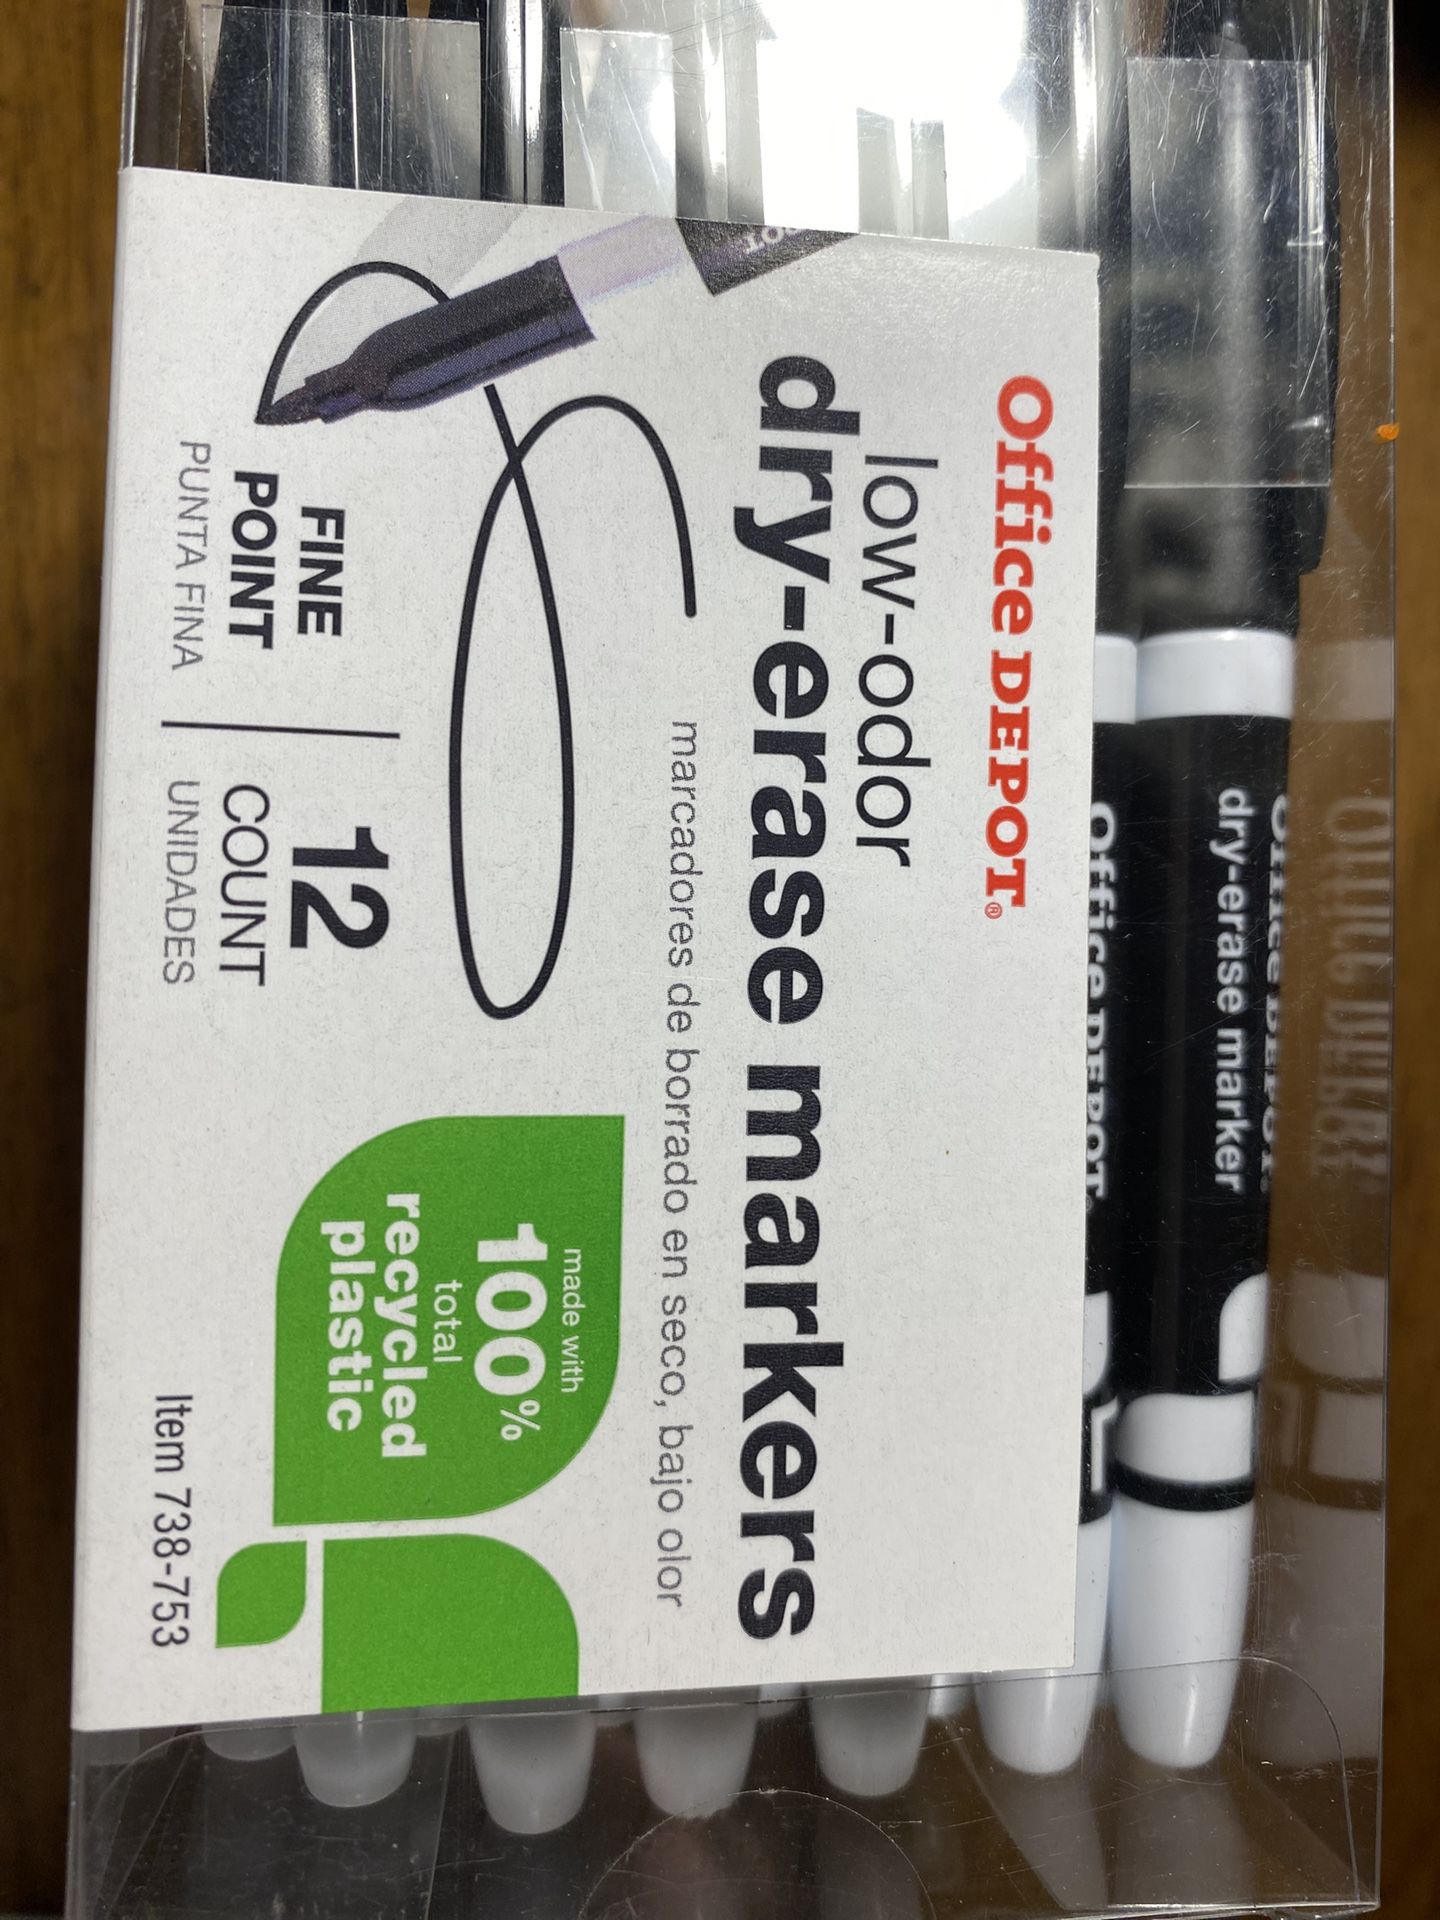 Office DEPOT®
low-odor
dry-erase markers
marcadores de borrado en seco, bajo olor
FINE
POINT
PUNTA FINA
12
COUNT
UNIDADES
made with
100%
total
recycled
plastic
Item 738-753
Office DEPOT
Office DEPOT
dry-erase marker